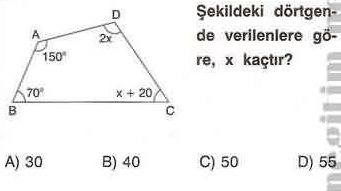 Şekildeki dörtgen-
de verilenlere gö-
re, x kaçtır?
D
A
2x
150°
70°
x + 20
B
C
A) 30 B) 40 C) 50 D) 55